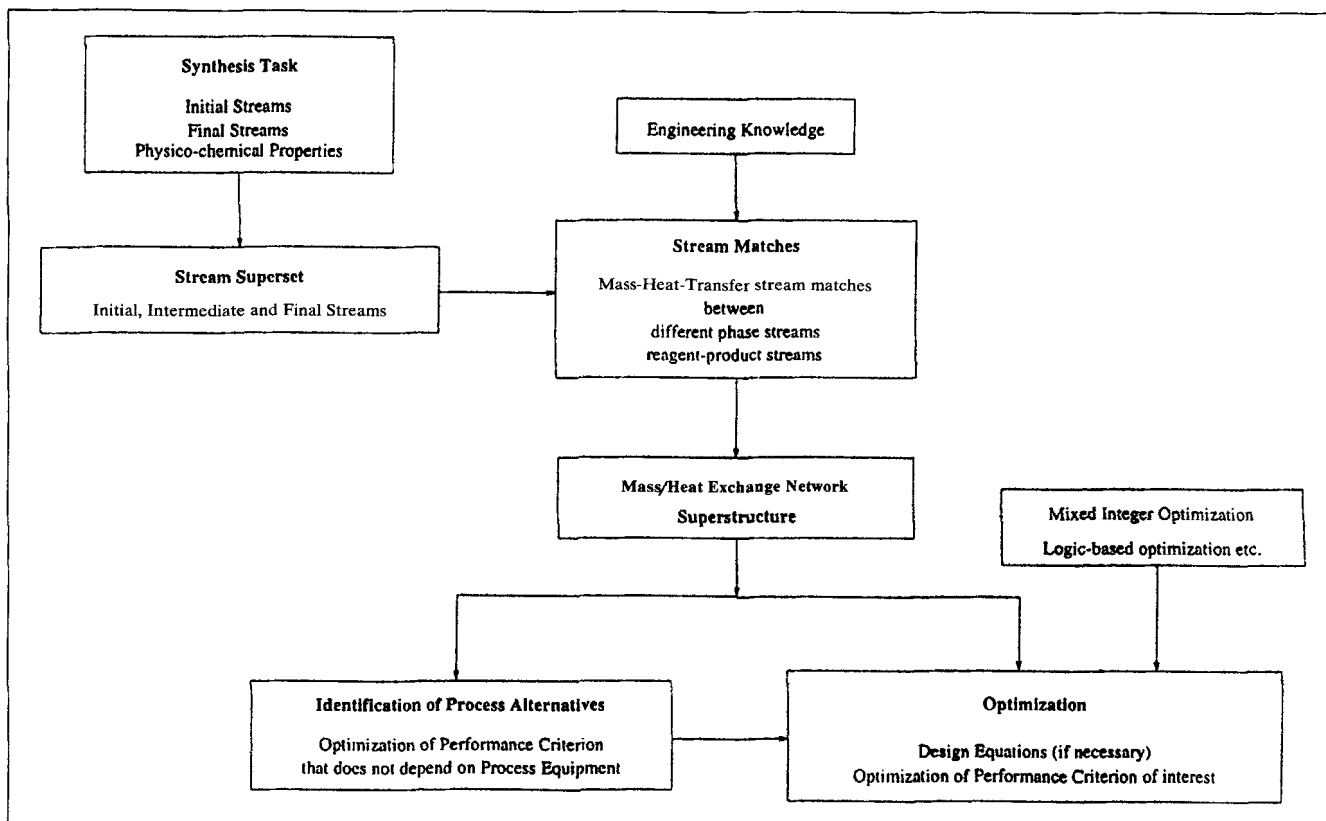 Synthesis Task
Initial Streams
Final Streams
Physico-chemical Properties
Engineering Knowledge
Stream Superset
Initial, Intermediate and Final Streams
Stream Matches
Mass-Heat-Transfer stream matches
between
different phase streams
reagent-product streams
Mass/Heat Exchange Network
Superstructure
Mixed Integer Optimization
Logic-based optimization etc.
Identification of Process Alternatives
Optimization of Performance Criterion
that does not depend on Process Equipment
Optimization
Design Equations (if necessary)
Optimization of Performance Criterion of interest